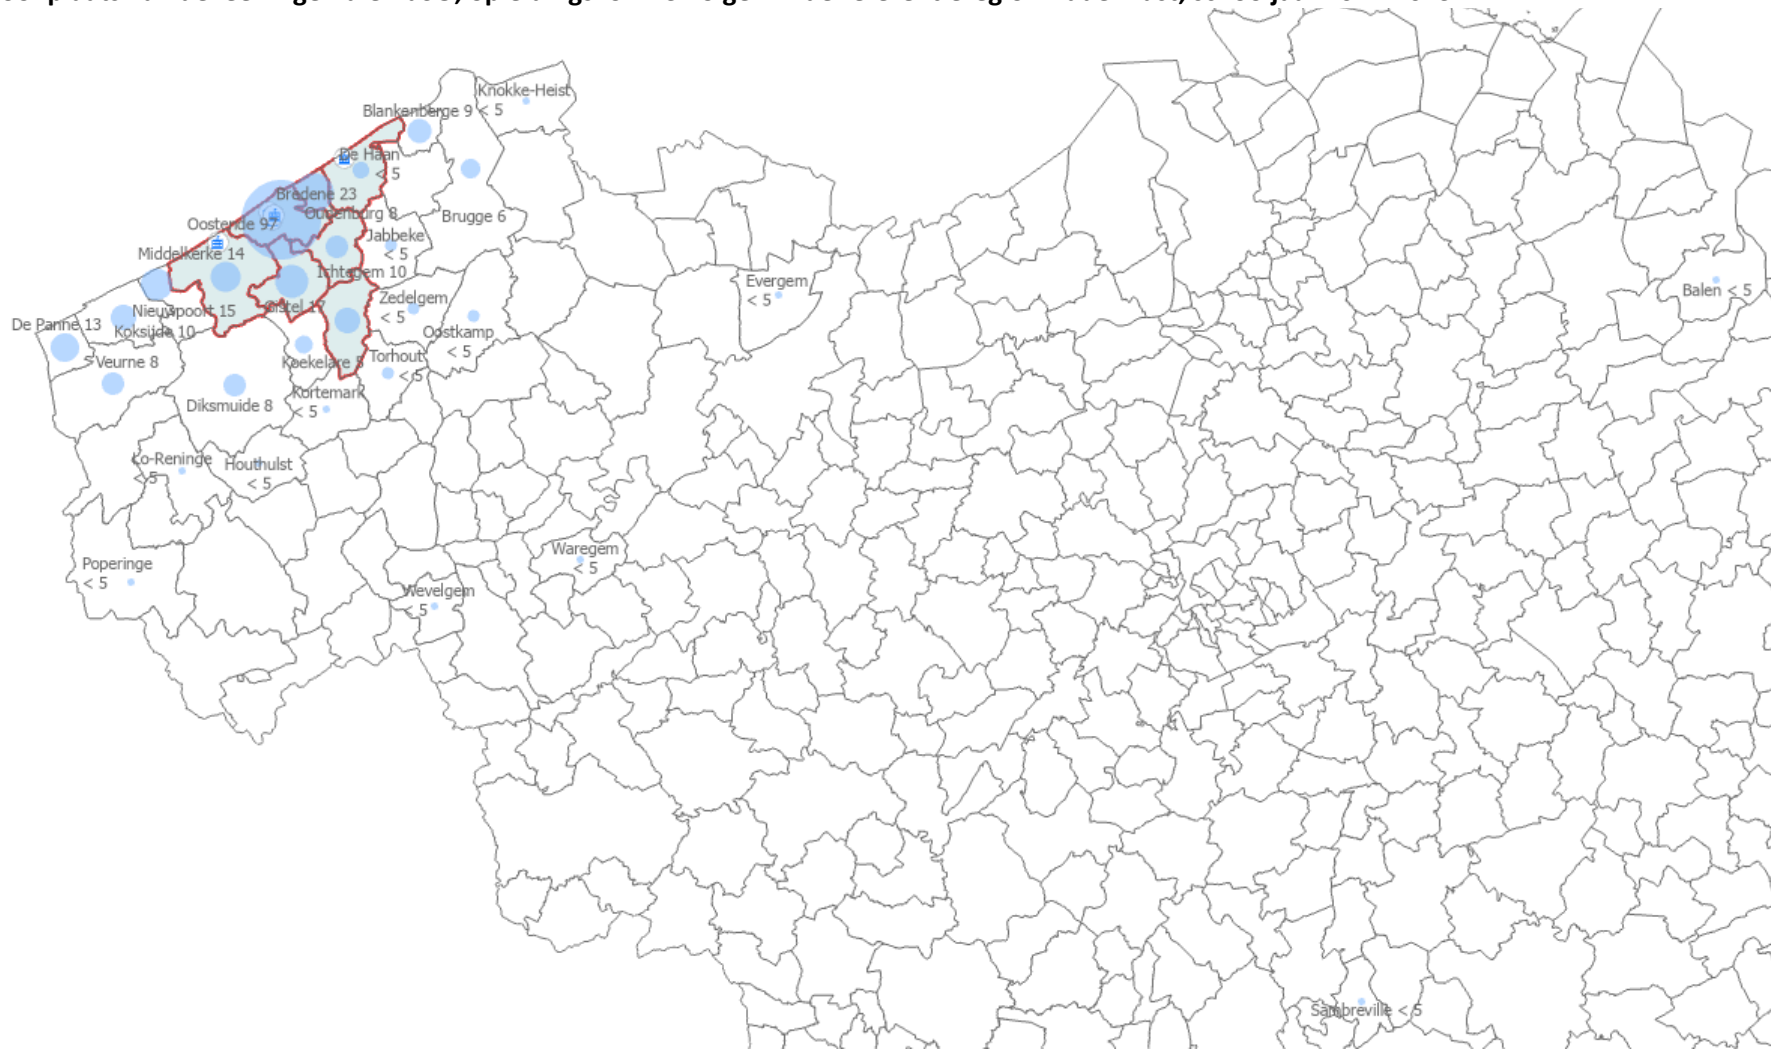 Knokke-Heist
< 5
Blankenberge 9
De Haan
< 5
Bredene 23
Oudenburg 8
Brugge 6
Oostende 97
Jabbeke
< 5
Middelkerke 14
Ichtegem 10
Evergem
< 5
Balen < 5
Zedelgem
< 5
Gistel 17
Nieuwpoort 15
De Panne 13
Koksijde 10
Oostkamp
< 5
Veurne 8
Koekelare
Torhout
< 5
Kortemark
< 5
Diksmuide 8
Lo-Reninge
< 5
Houthulst
< 5
Waregem
< 5
Poperinge
< 5
Wevelgem
< 5
Sambreville < 5